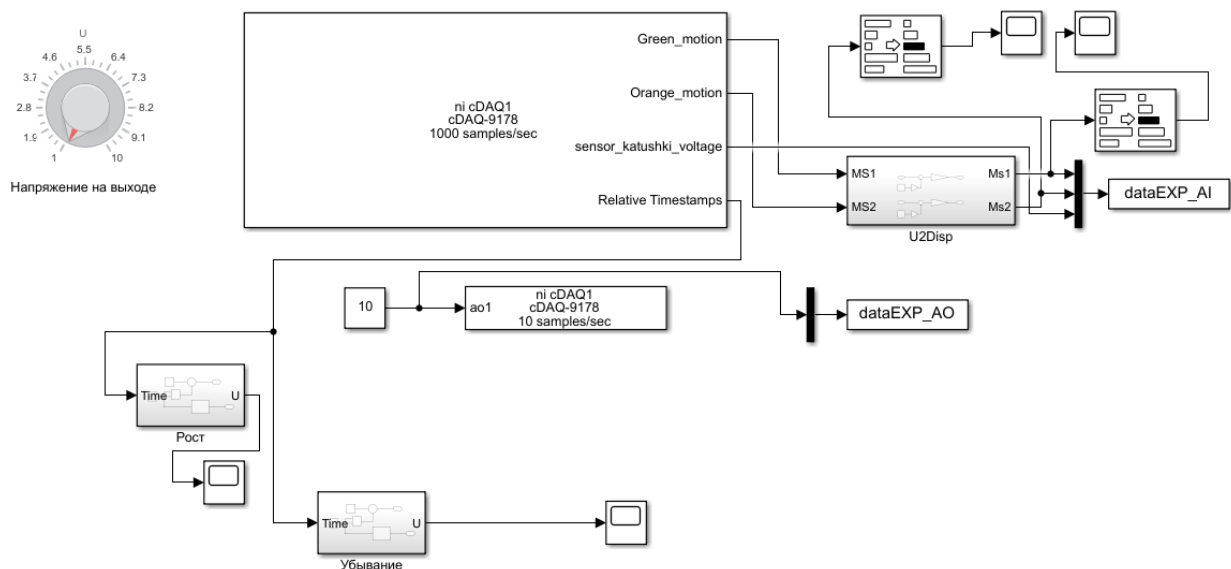 U
5.5
4.6
6.4
3.7
7.3
2.8
8.2
1.9
9.1
1
10
Напряжение на выходе
ni cDAQ1
cDAQ-9178
1000 samples/sec
Green_motion
Orange_motion
sensor_katushki_voltage
Relative Timestamps
MS1
Ms1
MS2
Ms2
U2Disp
dataEXP_AI
10
ao1
ni cDAQ1
cDAQ-9178
10 samples/sec
dataEXP_AO
Time
U
Рост
Time
U
Убывание